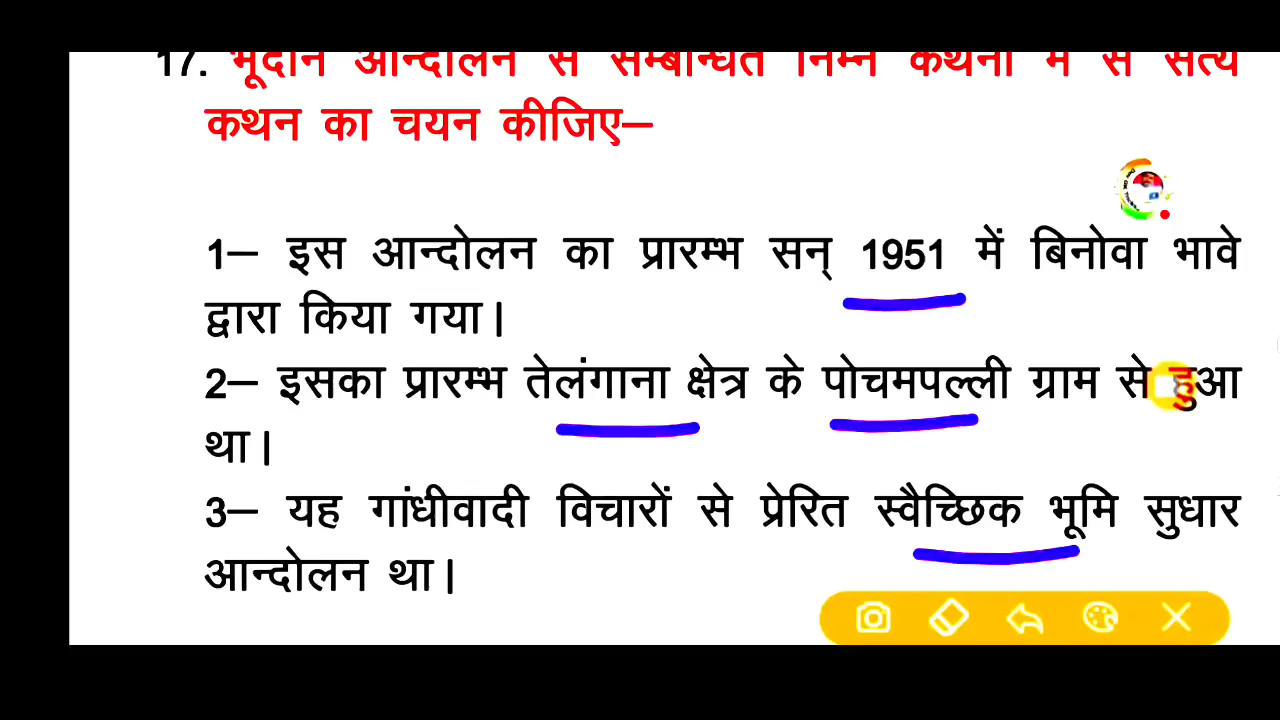 17. भूदान आन्दोलन से सम्बन्धित निम्न कथनों में से सत्य
कथन का चयन कीजिए–
1– इस आन्दोलन का प्रारम्भ सन् 1951 में बिनोवा भावे
द्वारा किया गया।
2– इसका प्रारम्भ तेलंगाना क्षेत्र के पोचमपल्ली ग्राम से हुआ
था।
3– यह गांधीवादी विचारों से प्रेरित स्वैच्छिक भूमि सुधार
आन्दोलन था।